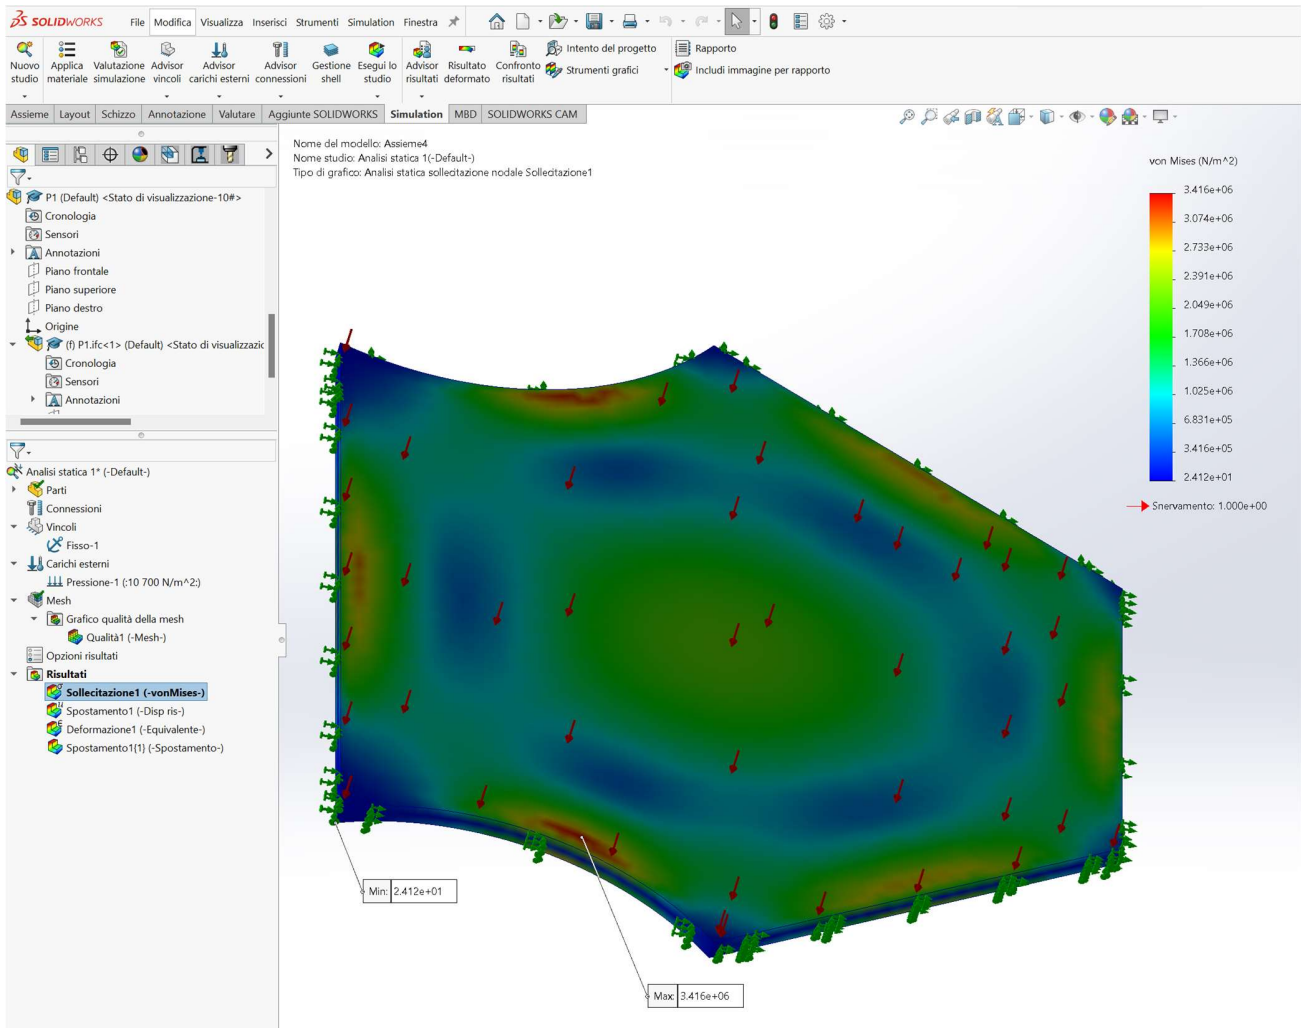 SOLIDWORKS File Modifica Visualizza Inserisci Strumenti Simulation Finestra
Nuovo studio
Applica materiale
Valutazione simulazione
Advisor vincoli
Advisor carichi esterni
Advisor connessioni
Gestione shell
Esegui lo studio
Advisor risultati
Risultato deformato
Confronto risultati
Intento del progetto
Strumenti grafici
Rapporto
Includi immagine per rapporto
Assieme Layout Schizzo Annotazione Valutare Aggiunte SOLIDWORKS Simulation MBD SOLIDWORKS CAM
P1 (Default) <Stato di visualizzazione-10#>
Cronologia
Sensori
Annotazioni
Piano frontale
Piano superiore
Piano destro
Origine
(f) P1.ifc<1> (Default) <Stato di visualizzazic
Cronologia
Sensori
Annotazioni
Analisi statica 1* (-Default-)
Parti
Connessioni
Vincoli
Fisso-1
Carichi esterni
Pressione-1 (:10 700 N/m^2:)
Mesh
Grafico qualità della mesh
Qualità1 (-Mesh-)
Opzioni risultati
Risultati
Sollecitazione1 (-vonMises-)
Spostamento1 (-Disp ris-)
Deformazione1 (-Equivalente-)
Spostamento1{1} (-Spostamento-)
Nome del modello: Assieme4
Nome studio: Analisi statica 1(-Default-)
Tipo di grafico: Analisi statica sollecitazione nodale Sollecitazione1
von Mises (N/m^2)
3.416e+06
3.074e+06
2.733e+06
2.391e+06
2.049e+06
1.708e+06
1.366e+06
1.025e+06
6.831e+05
3.416e+05
2.412e+01
Snervamento: 1.000e+00
Min: 2.412e+01
Max: 3.416e+06